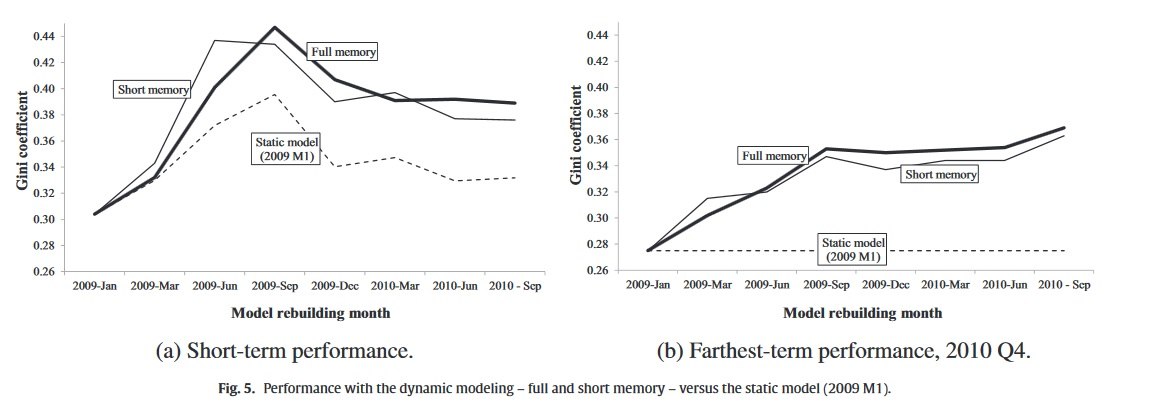 0.44
0.42
0.40
0.38
0.36
0.34
0.32
0.30
0.28
0.26
Gini coefficient
Short memory
Full memory
Static model
(2009 M1)
2009-Jan 2009-Mar 2009-Jun 2009-Sep 2009-Dec 2010-Mar 2010-Jun 2010 - Sep
Model rebuilding month
(a) Short-term performance.
0.44
0.42
0.40
0.38
0.36
0.34
0.32
0.30
0.28
0.26
Gini coefficient
Full memory
Short memory
Static model
(2009 M1)
2009-Jan 2009-Mar 2009-Jun 2009-Sep 2009-Dec 2010-Mar 2010-Jun 2010 - Sep
Model rebuilding month
(b) Farthest-term performance, 2010 Q4.
Fig. 5. Performance with the dynamic modeling – full and short memory – versus the static model (2009 M1).